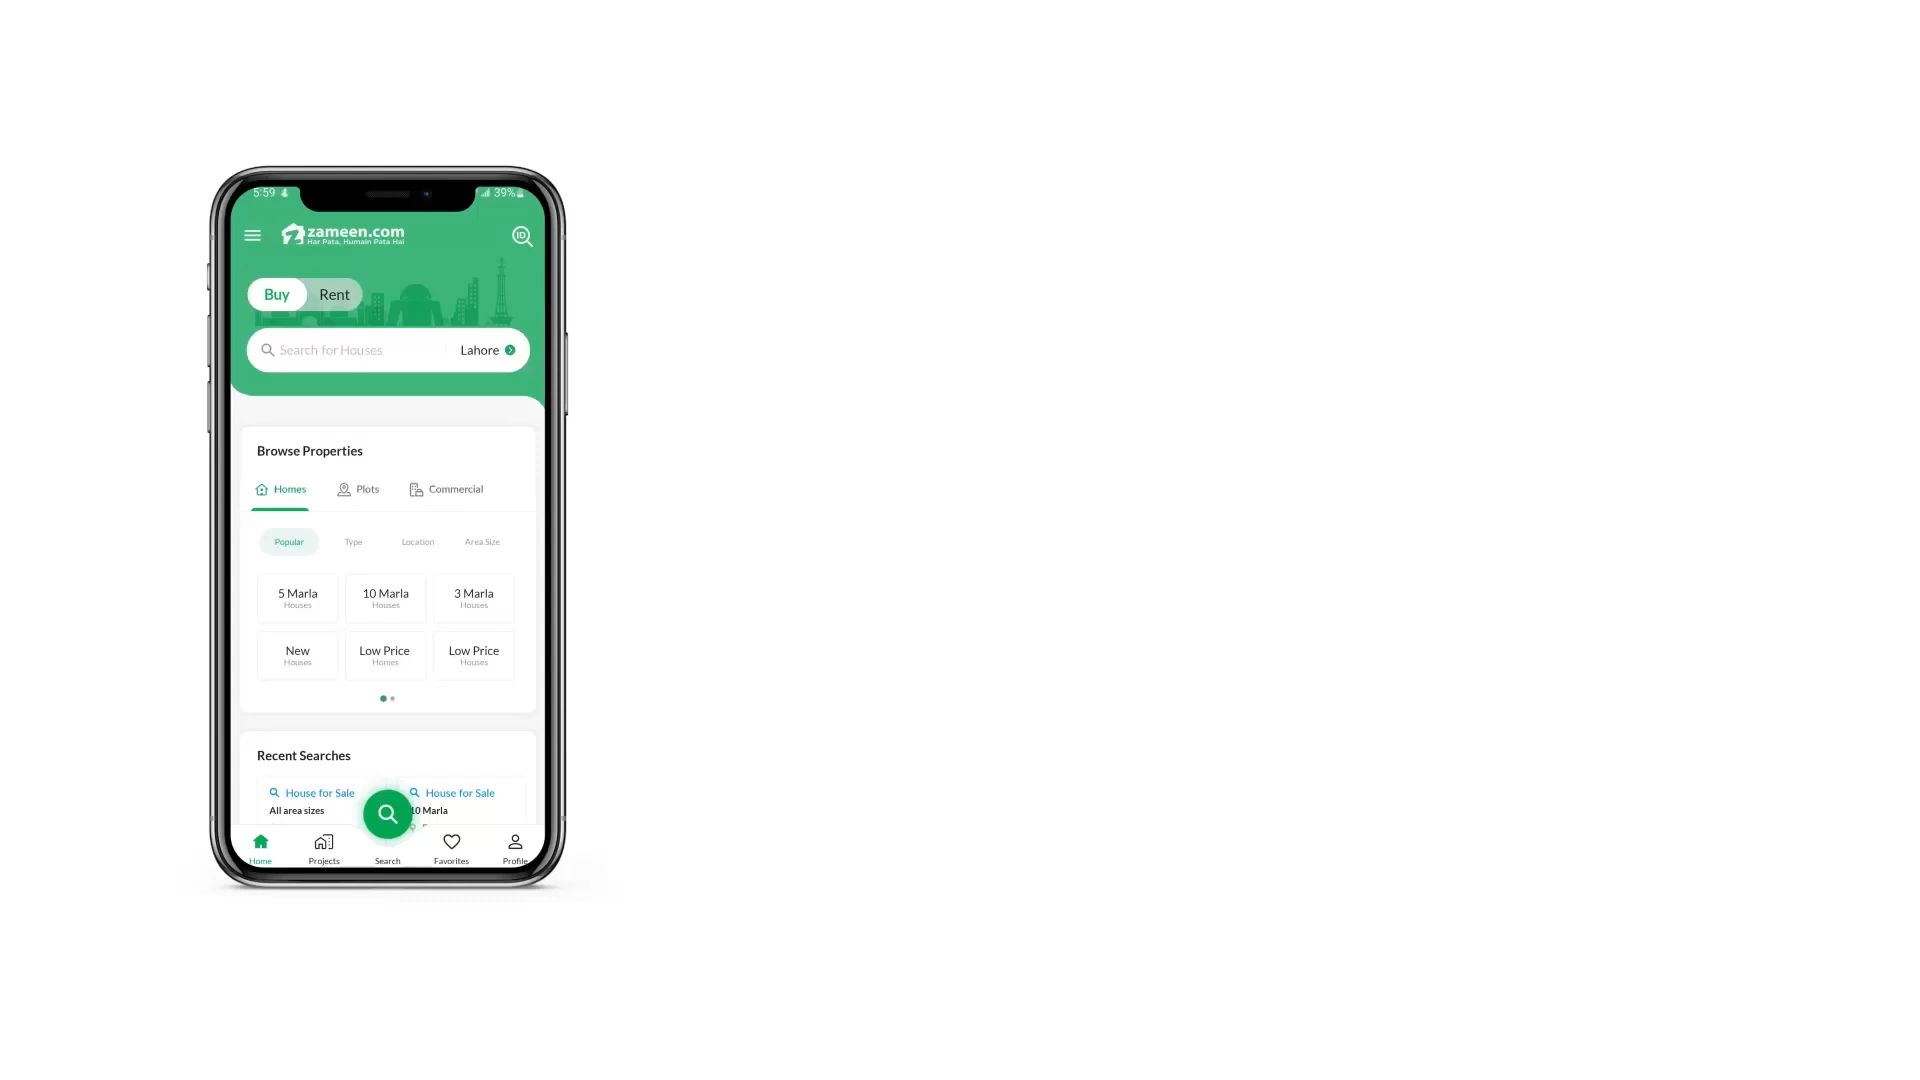 5:59
39%
zameen.com
Har Pata, Humain Pata Hai
ID
Buy Rent
Search for Houses Lahore
Browse Properties
Homes Plots Commercial
Popular Type Location Area Size
5 Marla 10 Marla 3 Marla
Houses Houses Houses
New Low Price Low Price
Houses Homes Houses
Recent Searches
House for Sale House for Sale
All area sizes 10 Marla
Home Projects Search Favorites Profile